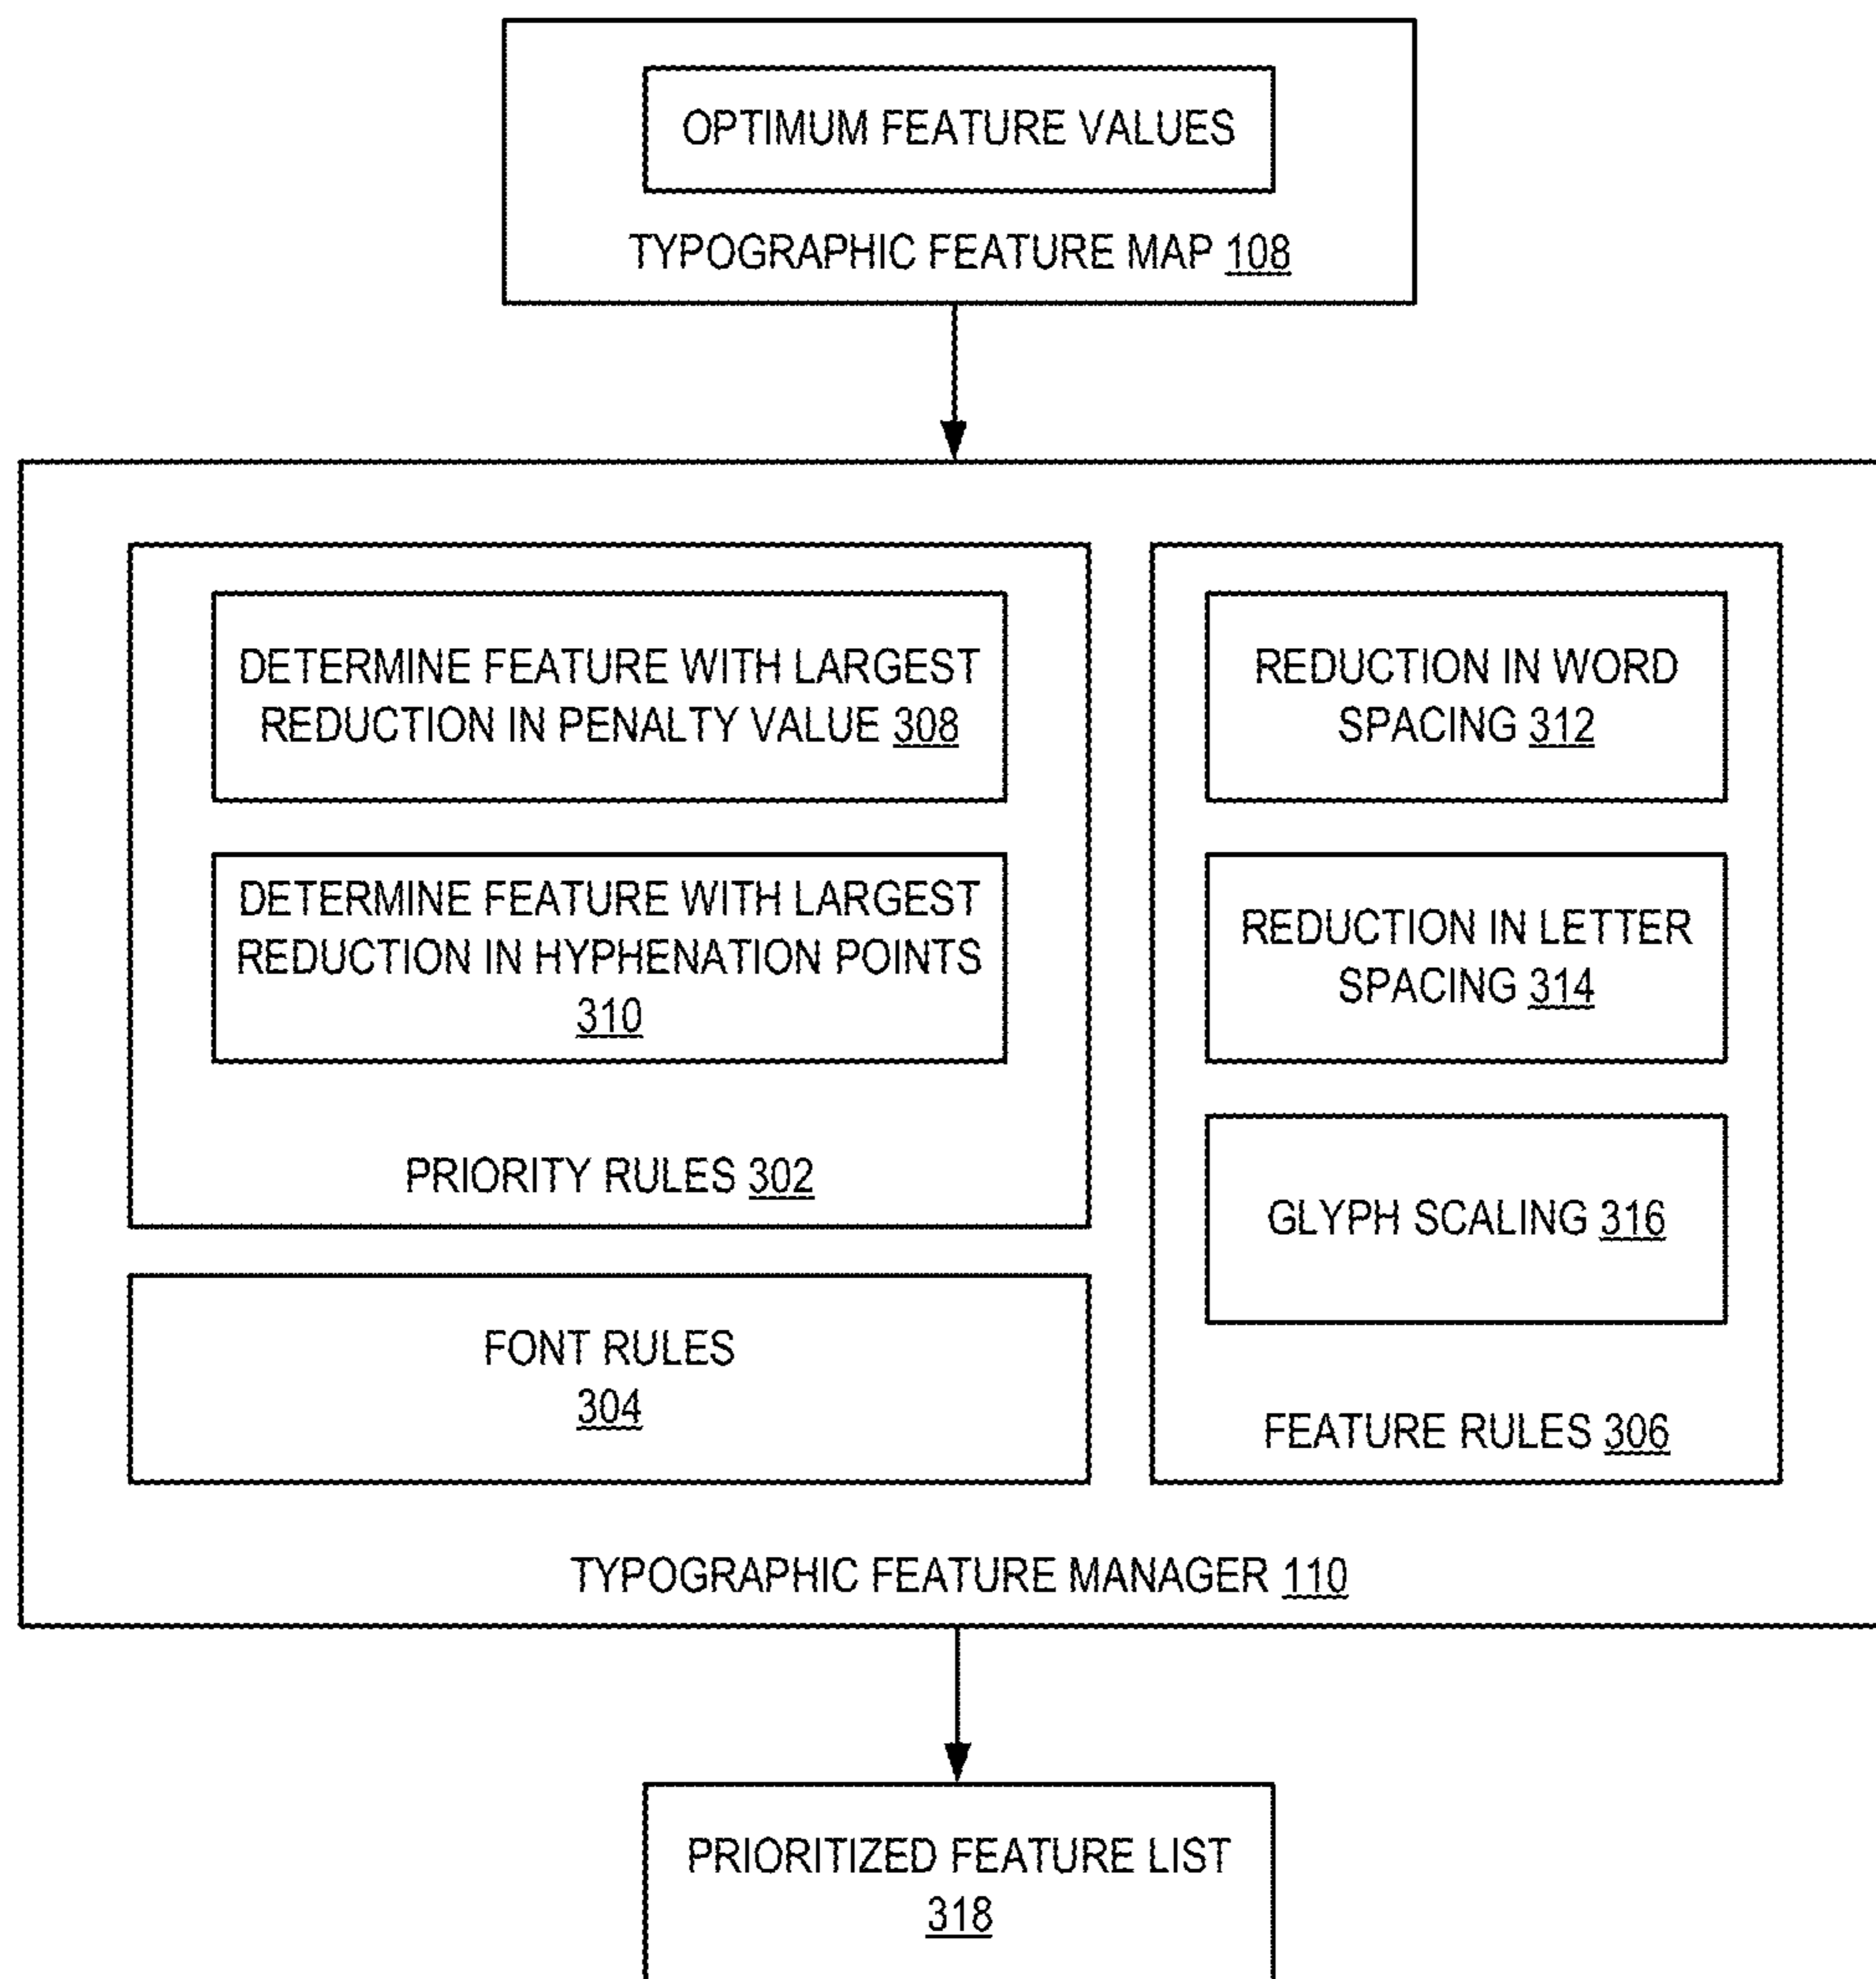 OPTIMUM FEATURE VALUES
TYPOGRAPHIC FEATURE MAP 108
DETERMINE FEATURE WITH LARGEST
REDUCTION IN PENALTY VALUE 308
DETERMINE FEATURE WITH LARGEST
REDUCTION IN HYPHENATION POINTS
310
PRIORITY RULES 302
FONT RULES
304
REDUCTION IN WORD
SPACING 312
REDUCTION IN LETTER
SPACING 314
GLYPH SCALING 316
FEATURE RULES 306
TYPOGRAPHIC FEATURE MANAGER 110
PRIORITIZED FEATURE LIST
318